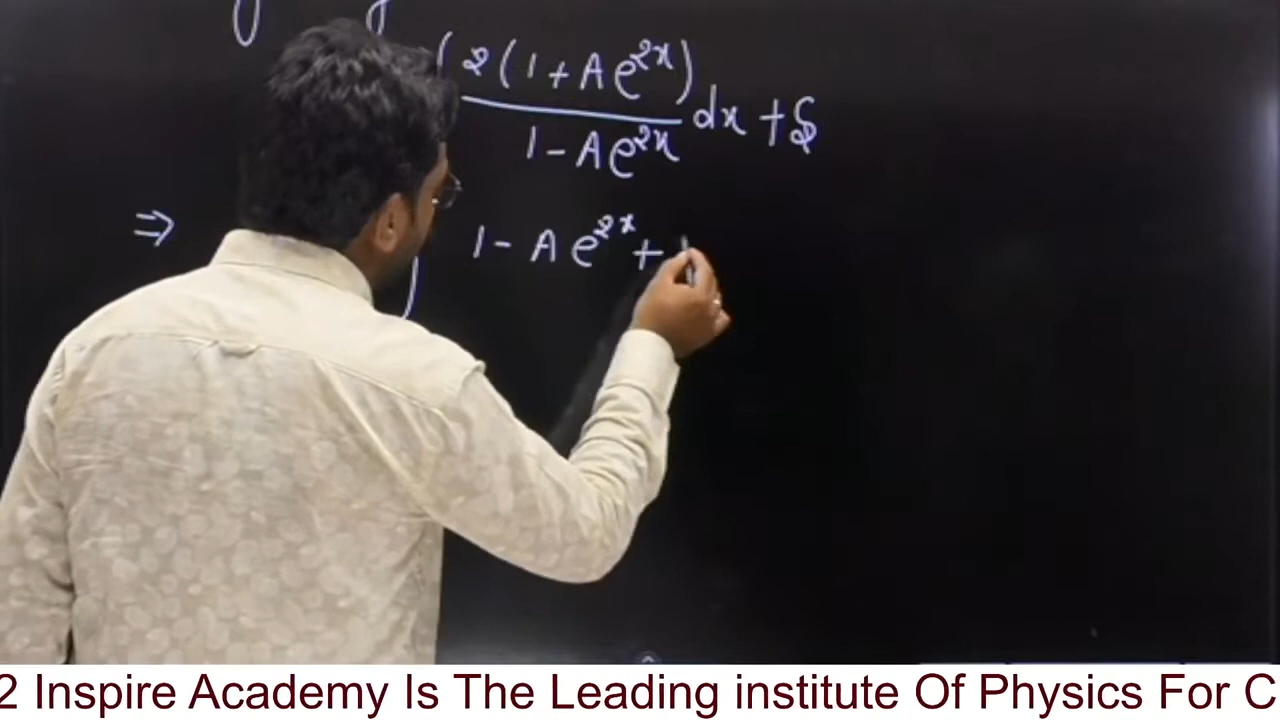 ∫ 2(1+Ae^{2x}) / 1-Ae^{2x} dx + S
⇒ 1 - A e^{2x} +
2 Inspire Academy Is The Leading institute Of Physics For C